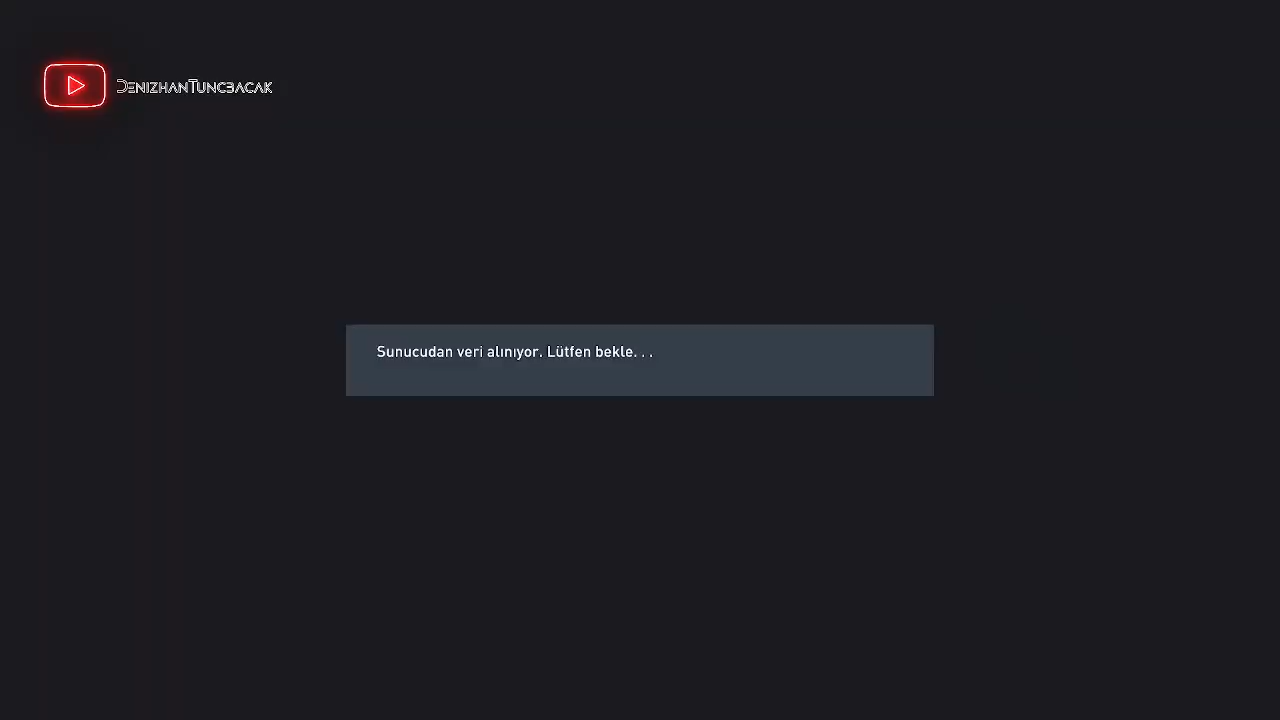 DenizhanTuncbacak
Sunucudan veri alınıyor. Lütfen bekle. . .